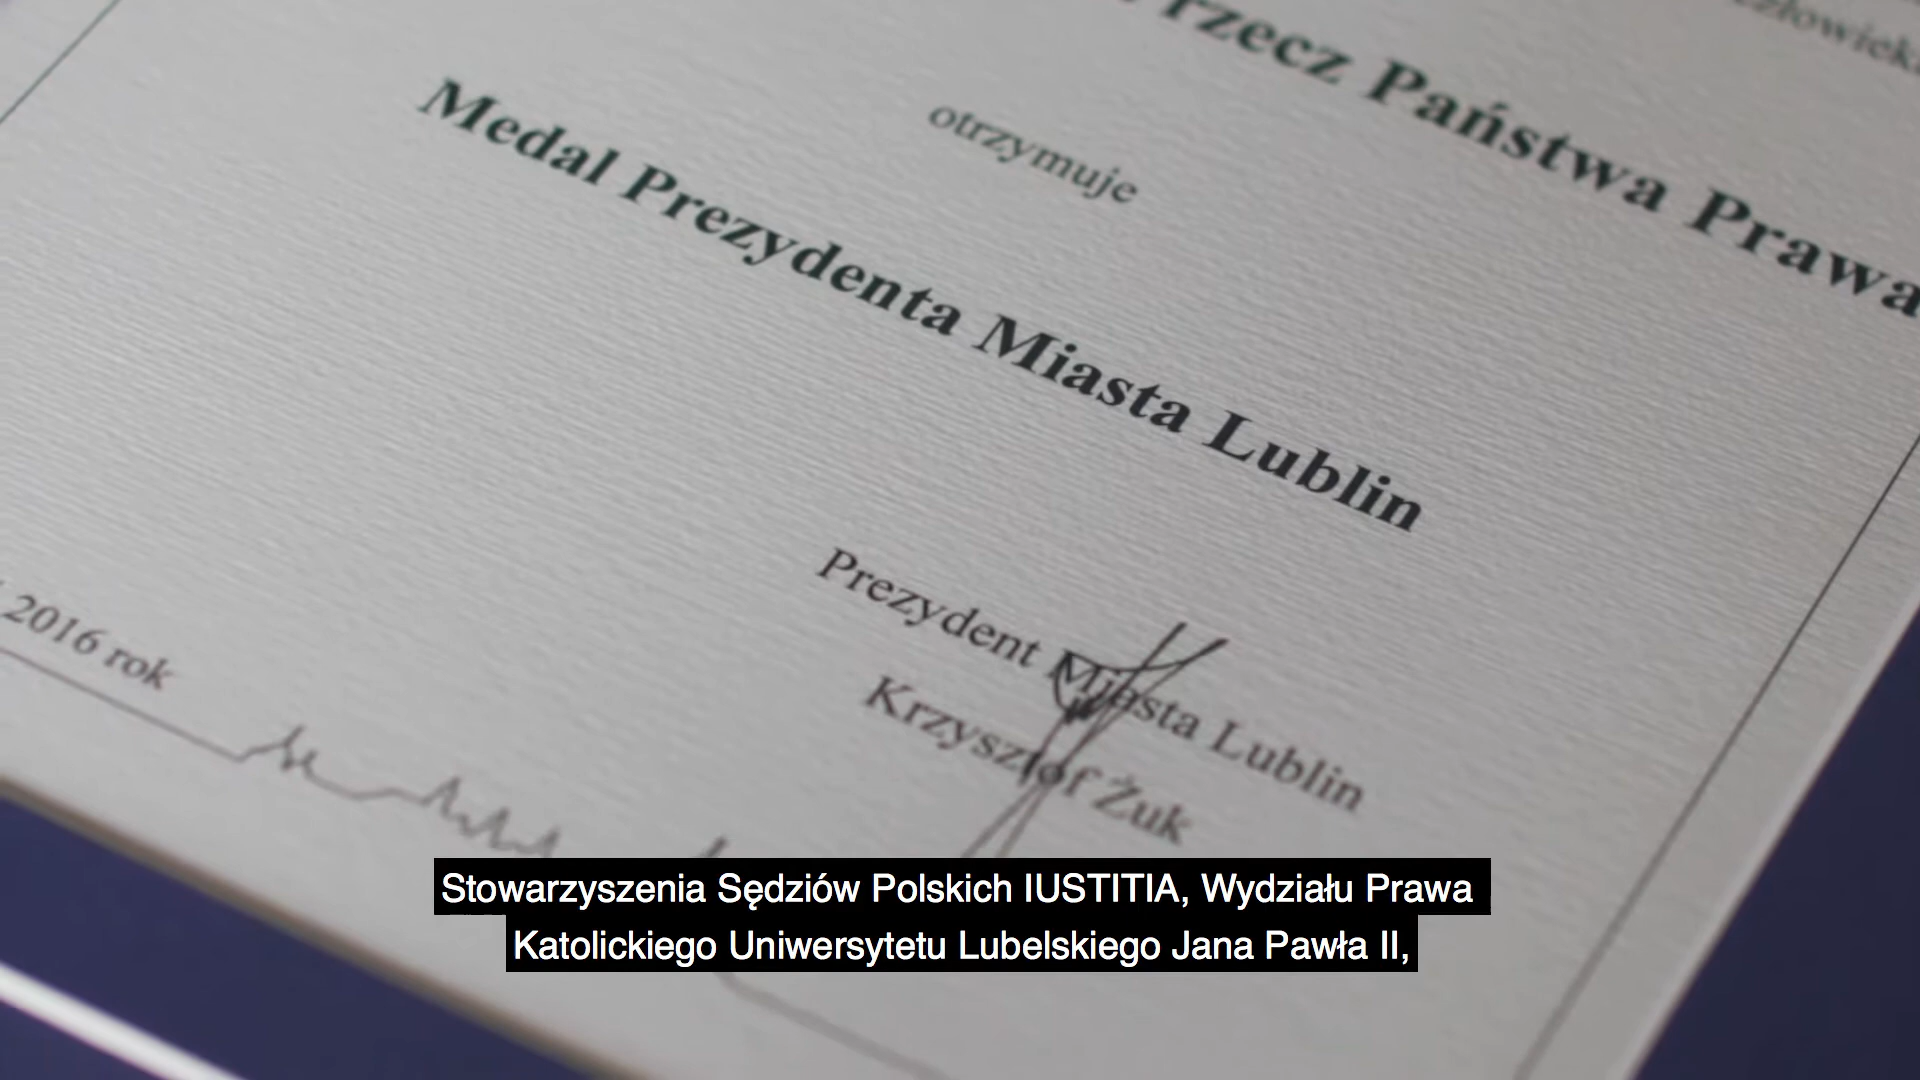 człowieka
rzecz Państwa Prawa
otrzymuje
Medal Prezydenta Miasta Lublin
2016 rok
Prezydent Miasta Lublin
Krzysztof Żuk
Stowarzyszenia Sędziów Polskich IUSTITIA, Wydziału Prawa
Katolickiego Uniwersytetu Lubelskiego Jana Pawła II,